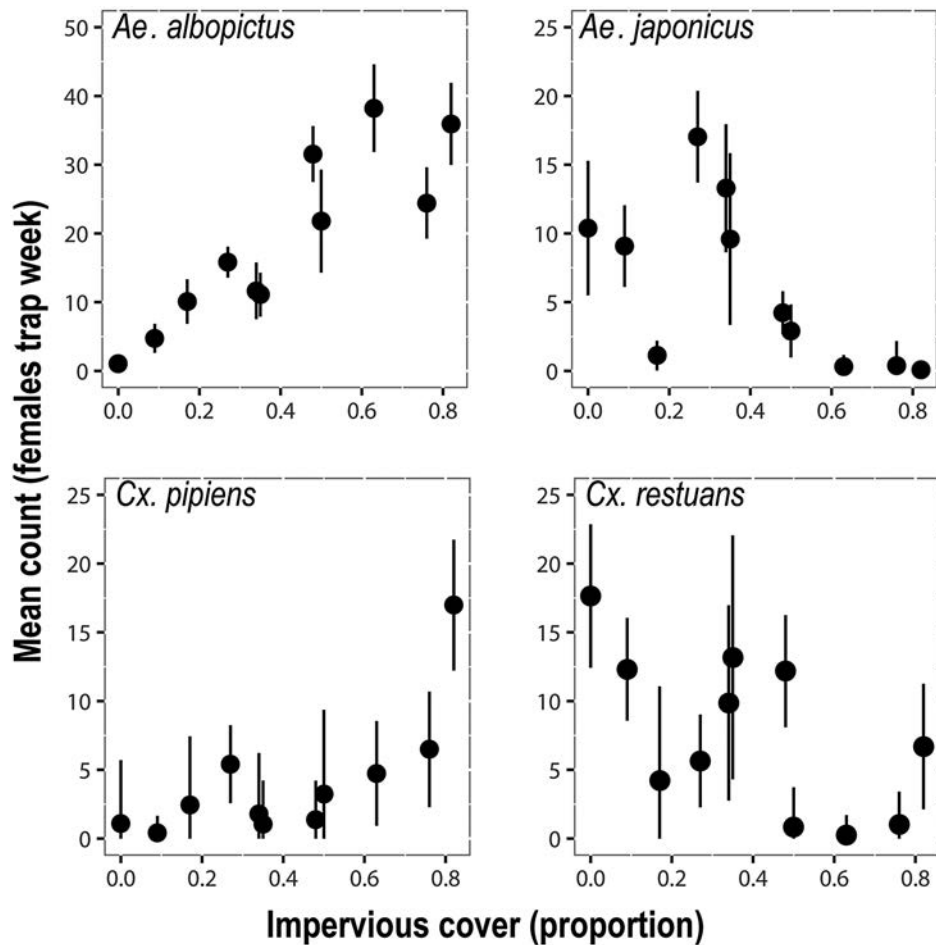 Mean count (females trap week)
Ae. albopictus
50
40
30
20
10
0
0.0 0.2 0.4 0.6 0.8
Ae. japonicus
25
20
15
10
5
0
0.0 0.2 0.4 0.6 0.8
Cx. pipiens
25
20
15
10
5
0
0.0 0.2 0.4 0.6 0.8
Cx. restuans
25
20
15
10
5
0
0.0 0.2 0.4 0.6 0.8
Impervious cover (proportion)